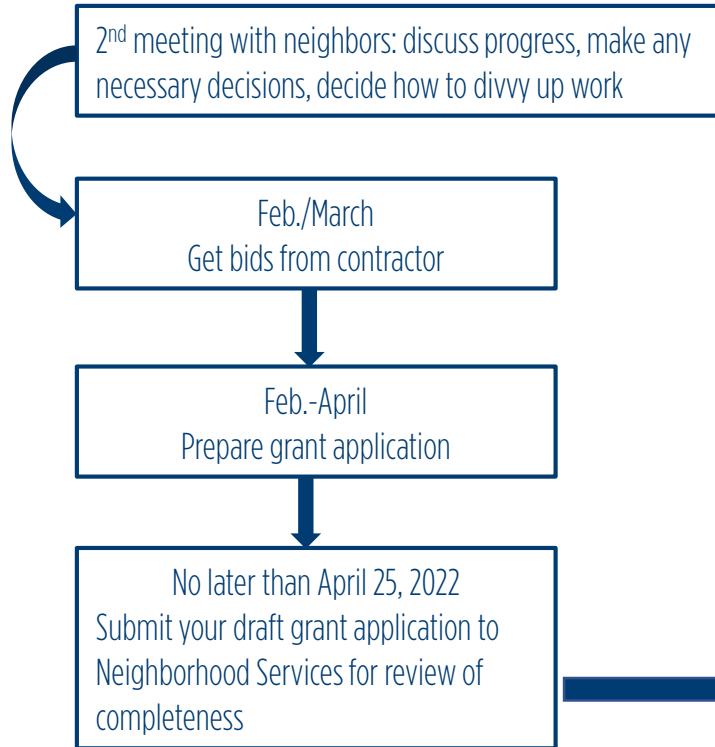 2nd meeting with neighbors: discuss progress, make any
necessary decisions, decide how to divvy up work
Feb./March
Get bids from contractor
Feb.-April
Prepare grant application
No later than April 25, 2022
Submit your draft grant application to
Neighborhood Services for review of
completeness